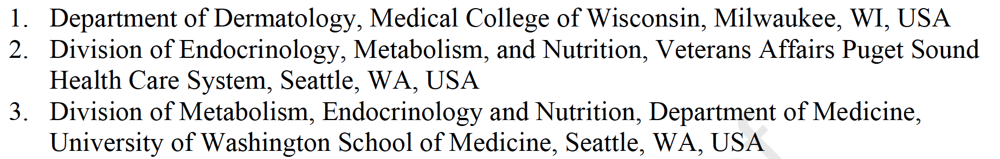 1. Department of Dermatology, Medical College of Wisconsin, Milwaukee, WI, USA
2. Division of Endocrinology, Metabolism, and Nutrition, Veterans Affairs Puget Sound
Health Care System, Seattle, WA, USA
3. Division of Metabolism, Endocrinology and Nutrition, Department of Medicine,
University of Washington School of Medicine, Seattle, WA, USA